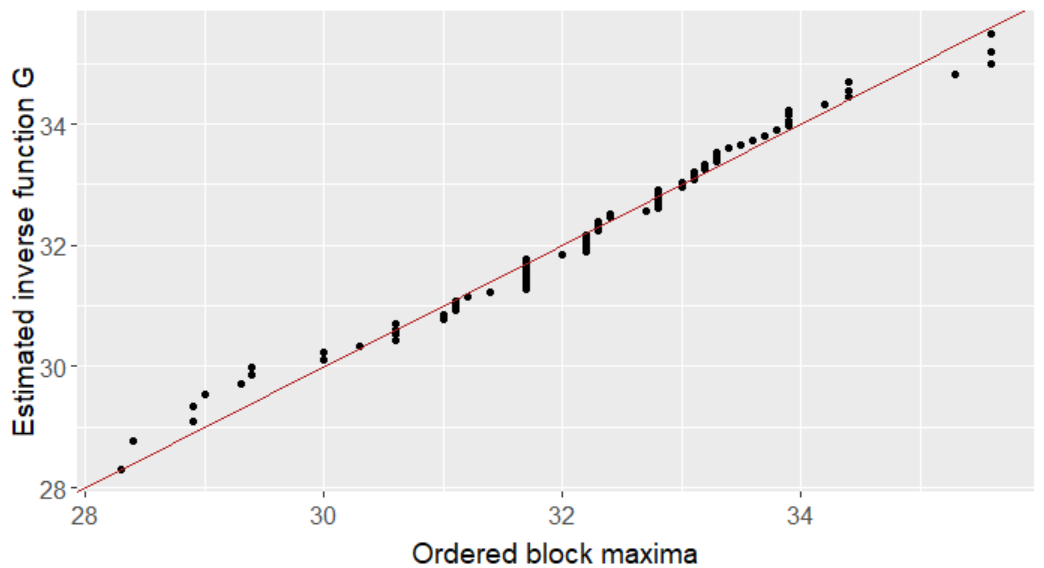 Estimated inverse function G
34
32
30
28
28 30 32 34
Ordered block maxima